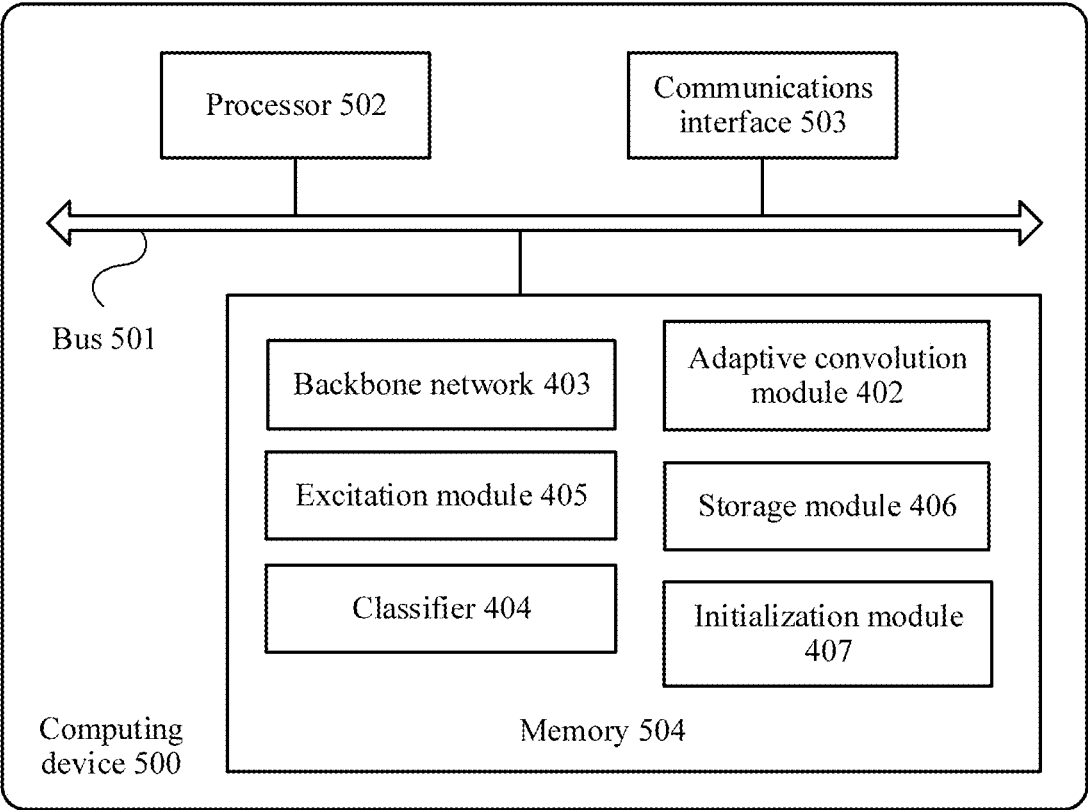 Processor 502
Communications
interface 503
Bus 501
Backbone network 403
Adaptive convolution
module 402
Excitation module 405
Storage module 406
Classifier 404
Initialization module
407
Memory 504
Computing
device 500